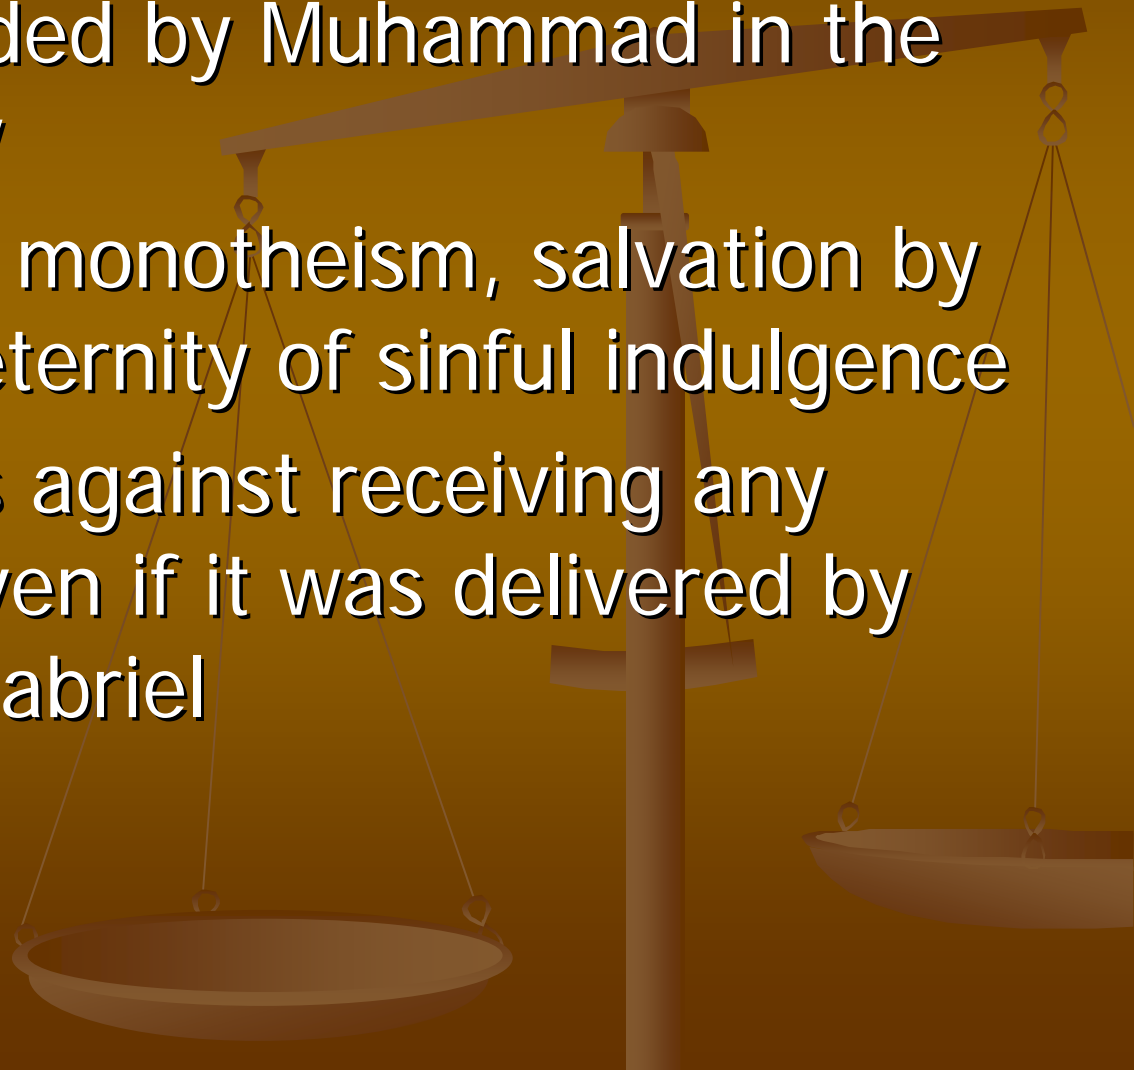 ded by Muhammad in the
y
monotheism, salvation by
eternity of sinful indulgence
s against receiving any
ven if it was delivered by
abriel